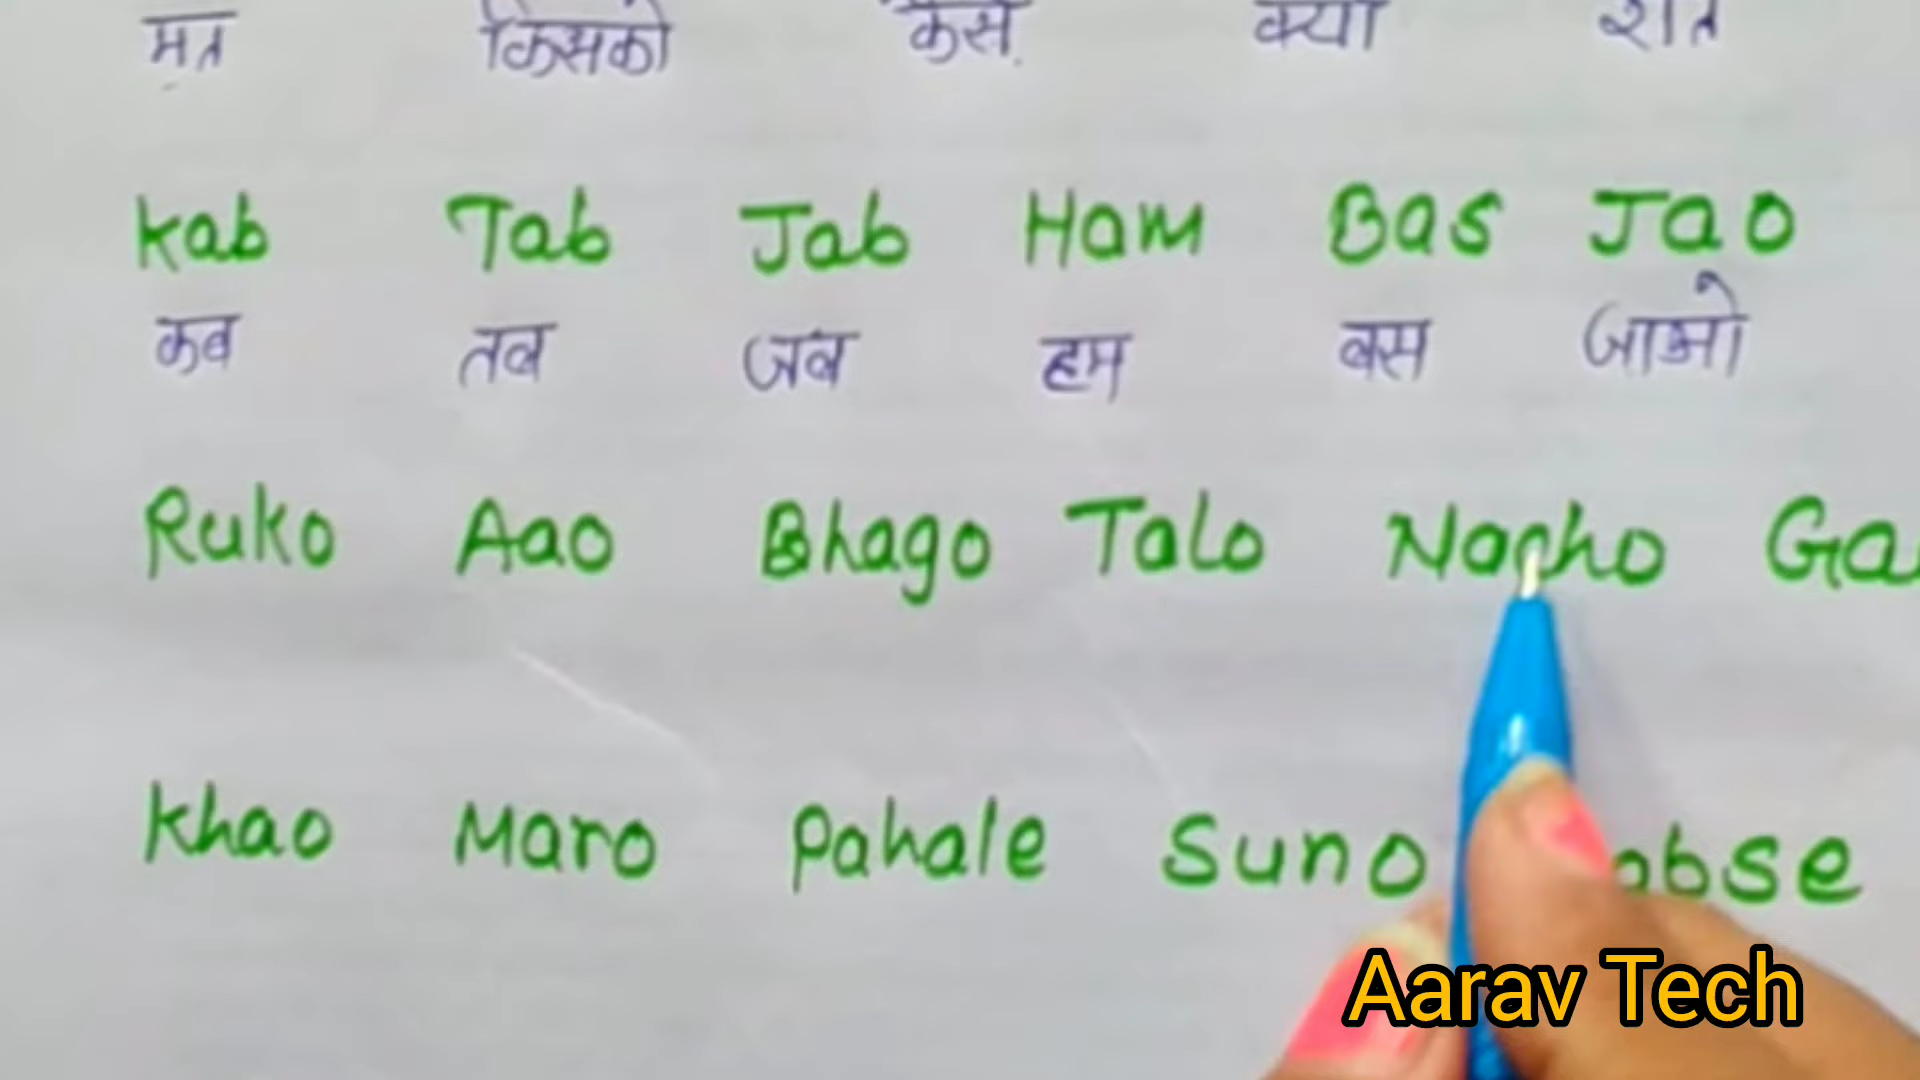 मत किसको कैसे क्या रात
Kab Tab Jab Ham Bas Jao
कब तब जब हम बस जाओ
Ruko Aao Bhago Talo Nacho
Khao Maro Pahale Suno
Aarav Tech